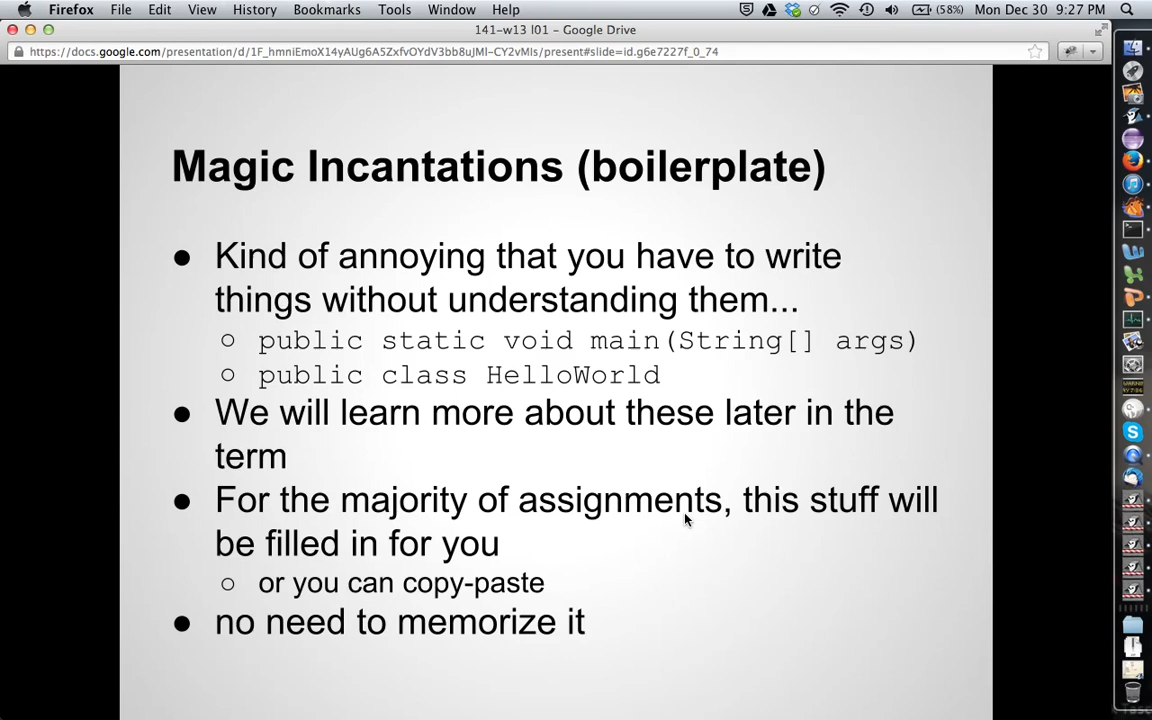 Firefox File Edit View History Bookmarks Tools Window Help (58%) Mon Dec 30 9:27 PM
141-w13 l01 – Google Drive
https://docs.google.com/presentation/d/1F_hmniEmoX14yAUg6A5ZxfvOYdV3bb8uJMl-CY2vMIs/present#slide=id.g6e7227f_0_74
Magic Incantations (boilerplate)
● Kind of annoying that you have to write
things without understanding them...
○ public static void main(String[] args)
○ public class HelloWorld
● We will learn more about these later in the
term
● For the majority of assignments, this stuff will
be filled in for you
○ or you can copy-paste
● no need to memorize it